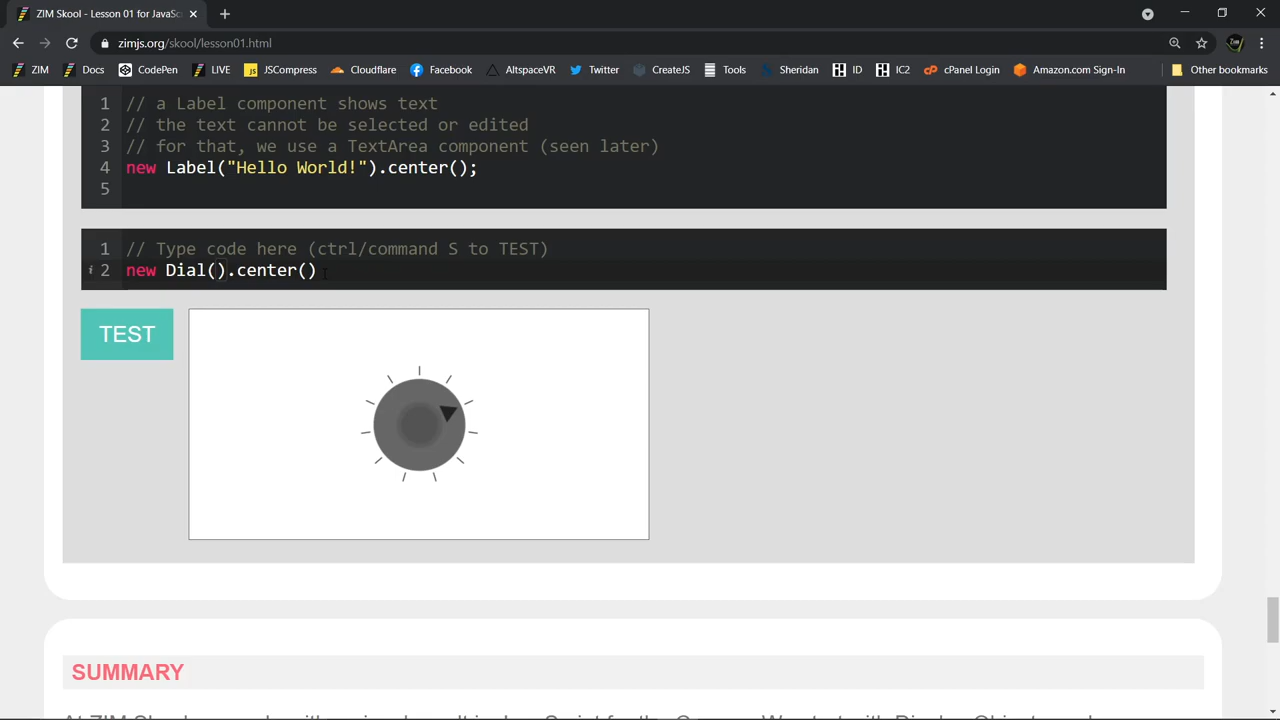 ZIM Skool - Lesson 01 for JavaSc
zimjs.org/skool/lesson01.html
ZIM Docs CodePen LIVE JSCompress Cloudflare Facebook AltspaceVR Twitter CreateJS Tools Sheridan ID IC2 cPanel Login Amazon.com Sign-In Other bookmarks
1 // a Label component shows text
2 // the text cannot be selected or edited
3 // for that, we use a TextArea component (seen later)
4 new Label("Hello World!").center();
5
1 // Type code here (ctrl/command S to TEST)
i 2 new Dial().center()
TEST
SUMMARY